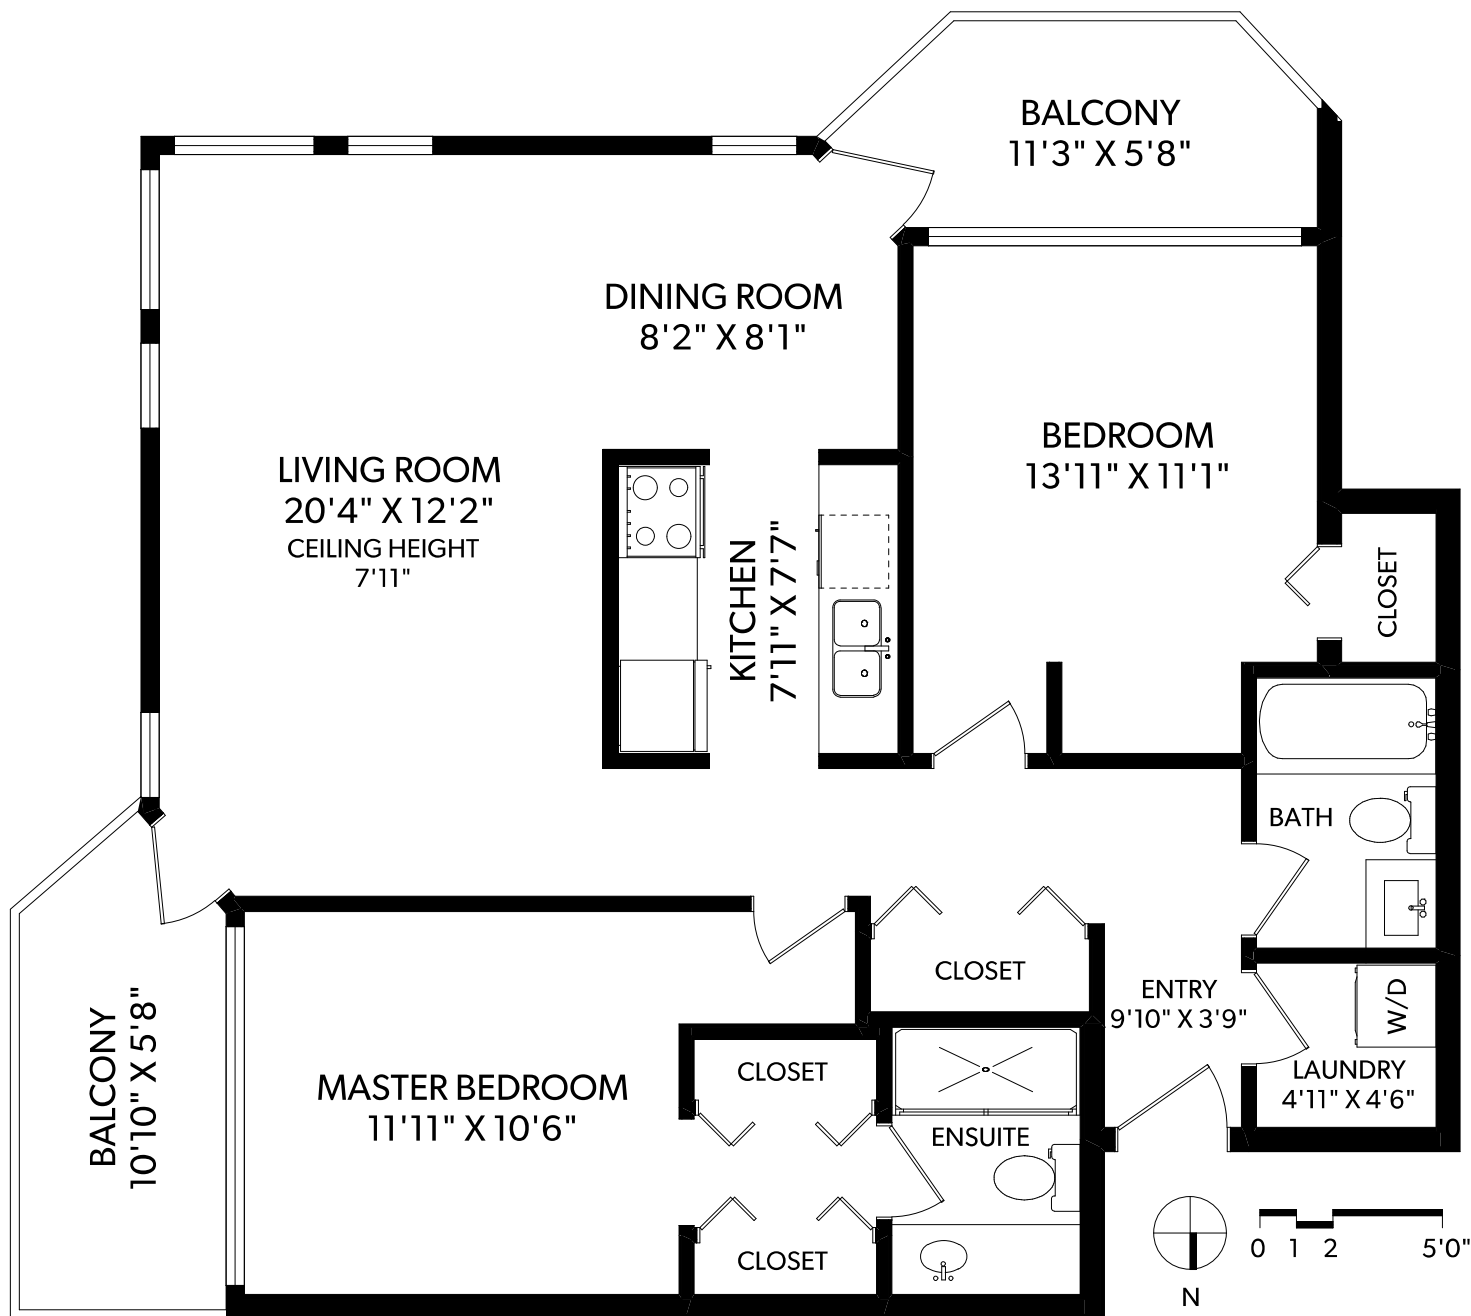 BALCONY
11'3" X 5'8"
DINING ROOM
8'2" X 8'1"
BEDROOM
13'11" X 11'1"
LIVING ROOM
20'4" X 12'2"
CEILING HEIGHT
7'11"
KITCHEN
7'11" X 7'7"
CLOSET
BATH
CLOSET
ENTRY
9'10" X 3'9"
W/D
LAUNDRY
4'11" X 4'6"
BALCONY
10'10" X 5'8"
MASTER BEDROOM
11'11" X 10'6"
CLOSET
ENSUITE
CLOSET
N
0 1 2 5'0"